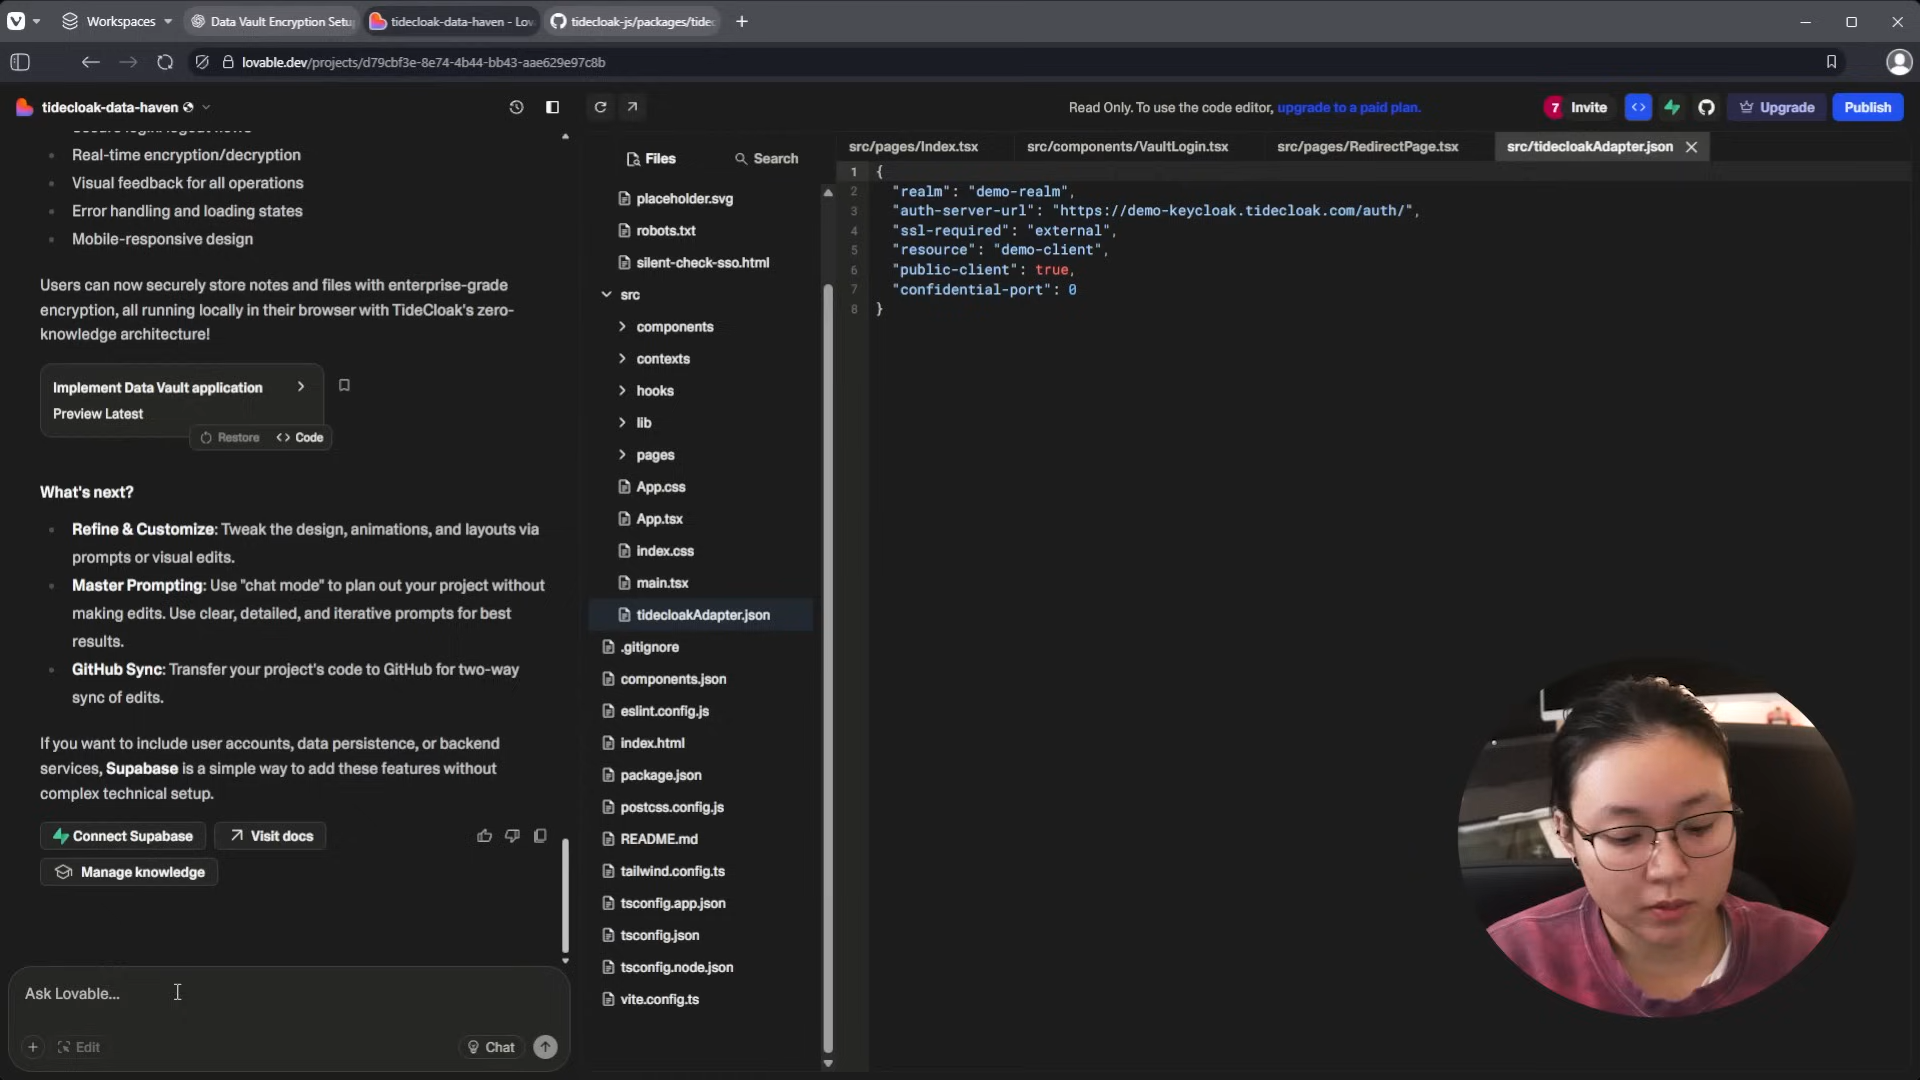 Workspaces
Data Vault Encryption Setu
tidecloak-data-haven - Lov
tidecloak-js/packages/tidec
lovable.dev/projects/d79cbf3e-8e74-4b44-bb43-aae629e97c8b
tidecloak-data-haven
Read Only. To use the code editor, upgrade to a paid plan.
7 Invite
Upgrade
Publish
Real-time encryption/decryption
Visual feedback for all operations
Error handling and loading states
Mobile-responsive design
Users can now securely store notes and files with enterprise-grade
encryption, all running locally in their browser with TideCloak's zero-
knowledge architecture!
Implement Data Vault application
Preview Latest
Restore
<> Code
What's next?
Refine & Customize: Tweak the design, animations, and layouts via
prompts or visual edits.
Master Prompting: Use "chat mode" to plan out your project without
making edits. Use clear, detailed, and iterative prompts for best
results.
GitHub Sync: Transfer your project's code to GitHub for two-way
sync of edits.
If you want to include user accounts, data persistence, or backend
services, Supabase is a simple way to add these features without
complex technical setup.
Connect Supabase
Visit docs
Manage knowledge
Ask Lovable...
Edit
Chat
Files
Search
placeholder.svg
robots.txt
silent-check-sso.html
src
components
contexts
hooks
lib
pages
App.css
App.tsx
index.css
main.tsx
tidecloakAdapter.json
.gitignore
components.json
eslint.config.js
index.html
package.json
postcss.config.js
README.md
tailwind.config.ts
tsconfig.app.json
tsconfig.json
tsconfig.node.json
vite.config.ts
src/pages/Index.tsx
src/components/VaultLogin.tsx
src/pages/RedirectPage.tsx
src/tidecloakAdapter.json
1 {
2 "realm": "demo-realm",
3 "auth-server-url": "https://demo-keycloak.tidecloak.com/auth/",
4 "ssl-required": "external",
5 "resource": "demo-client",
6 "public-client": true,
7 "confidential-port": 0
8 }